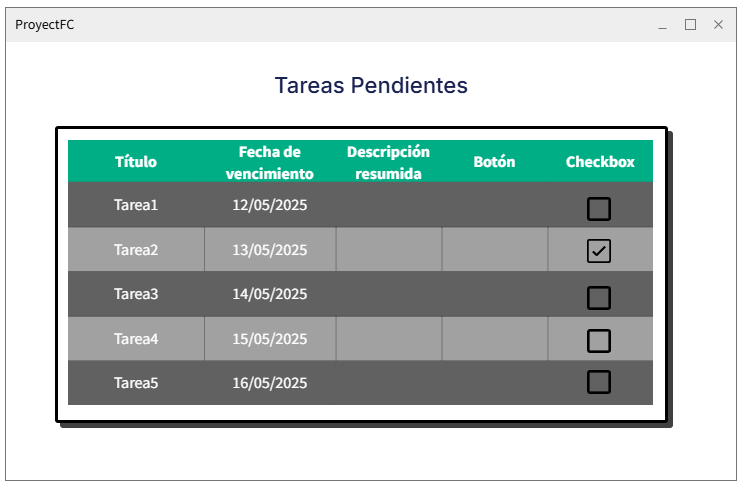 ProyectFC
Tareas Pendientes
Título Fecha de vencimiento Descripción resumida Botón Checkbox
Tarea1 12/05/2025
Tarea2 13/05/2025
Tarea3 14/05/2025
Tarea4 15/05/2025
Tarea5 16/05/2025